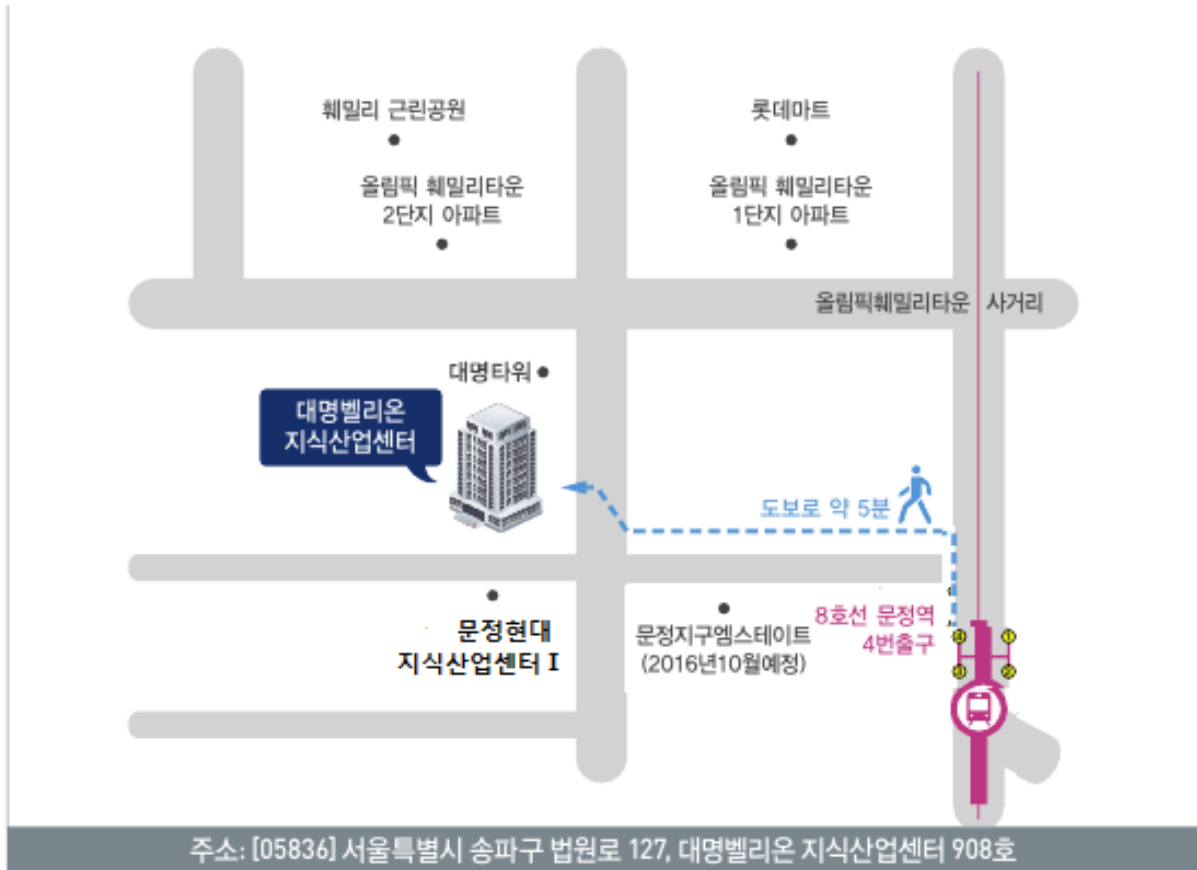 훼밀리 근린공원
롯데마트
올림픽 훼밀리타운
2단지 아파트
올림픽 훼밀리타운
1단지 아파트
올림픽훼밀리타운 사거리
대명타워
대명벨리온
지식산업센터
도보로 약 5분
문정현대
지식산업센터 I
문정지구엠스테이트
(2016년10월예정)
8호선 문정역
4번출구
④ ①
③ ②
주소: [05836] 서울특별시 송파구 법원로 127, 대명벨리온 지식산업센터 908호